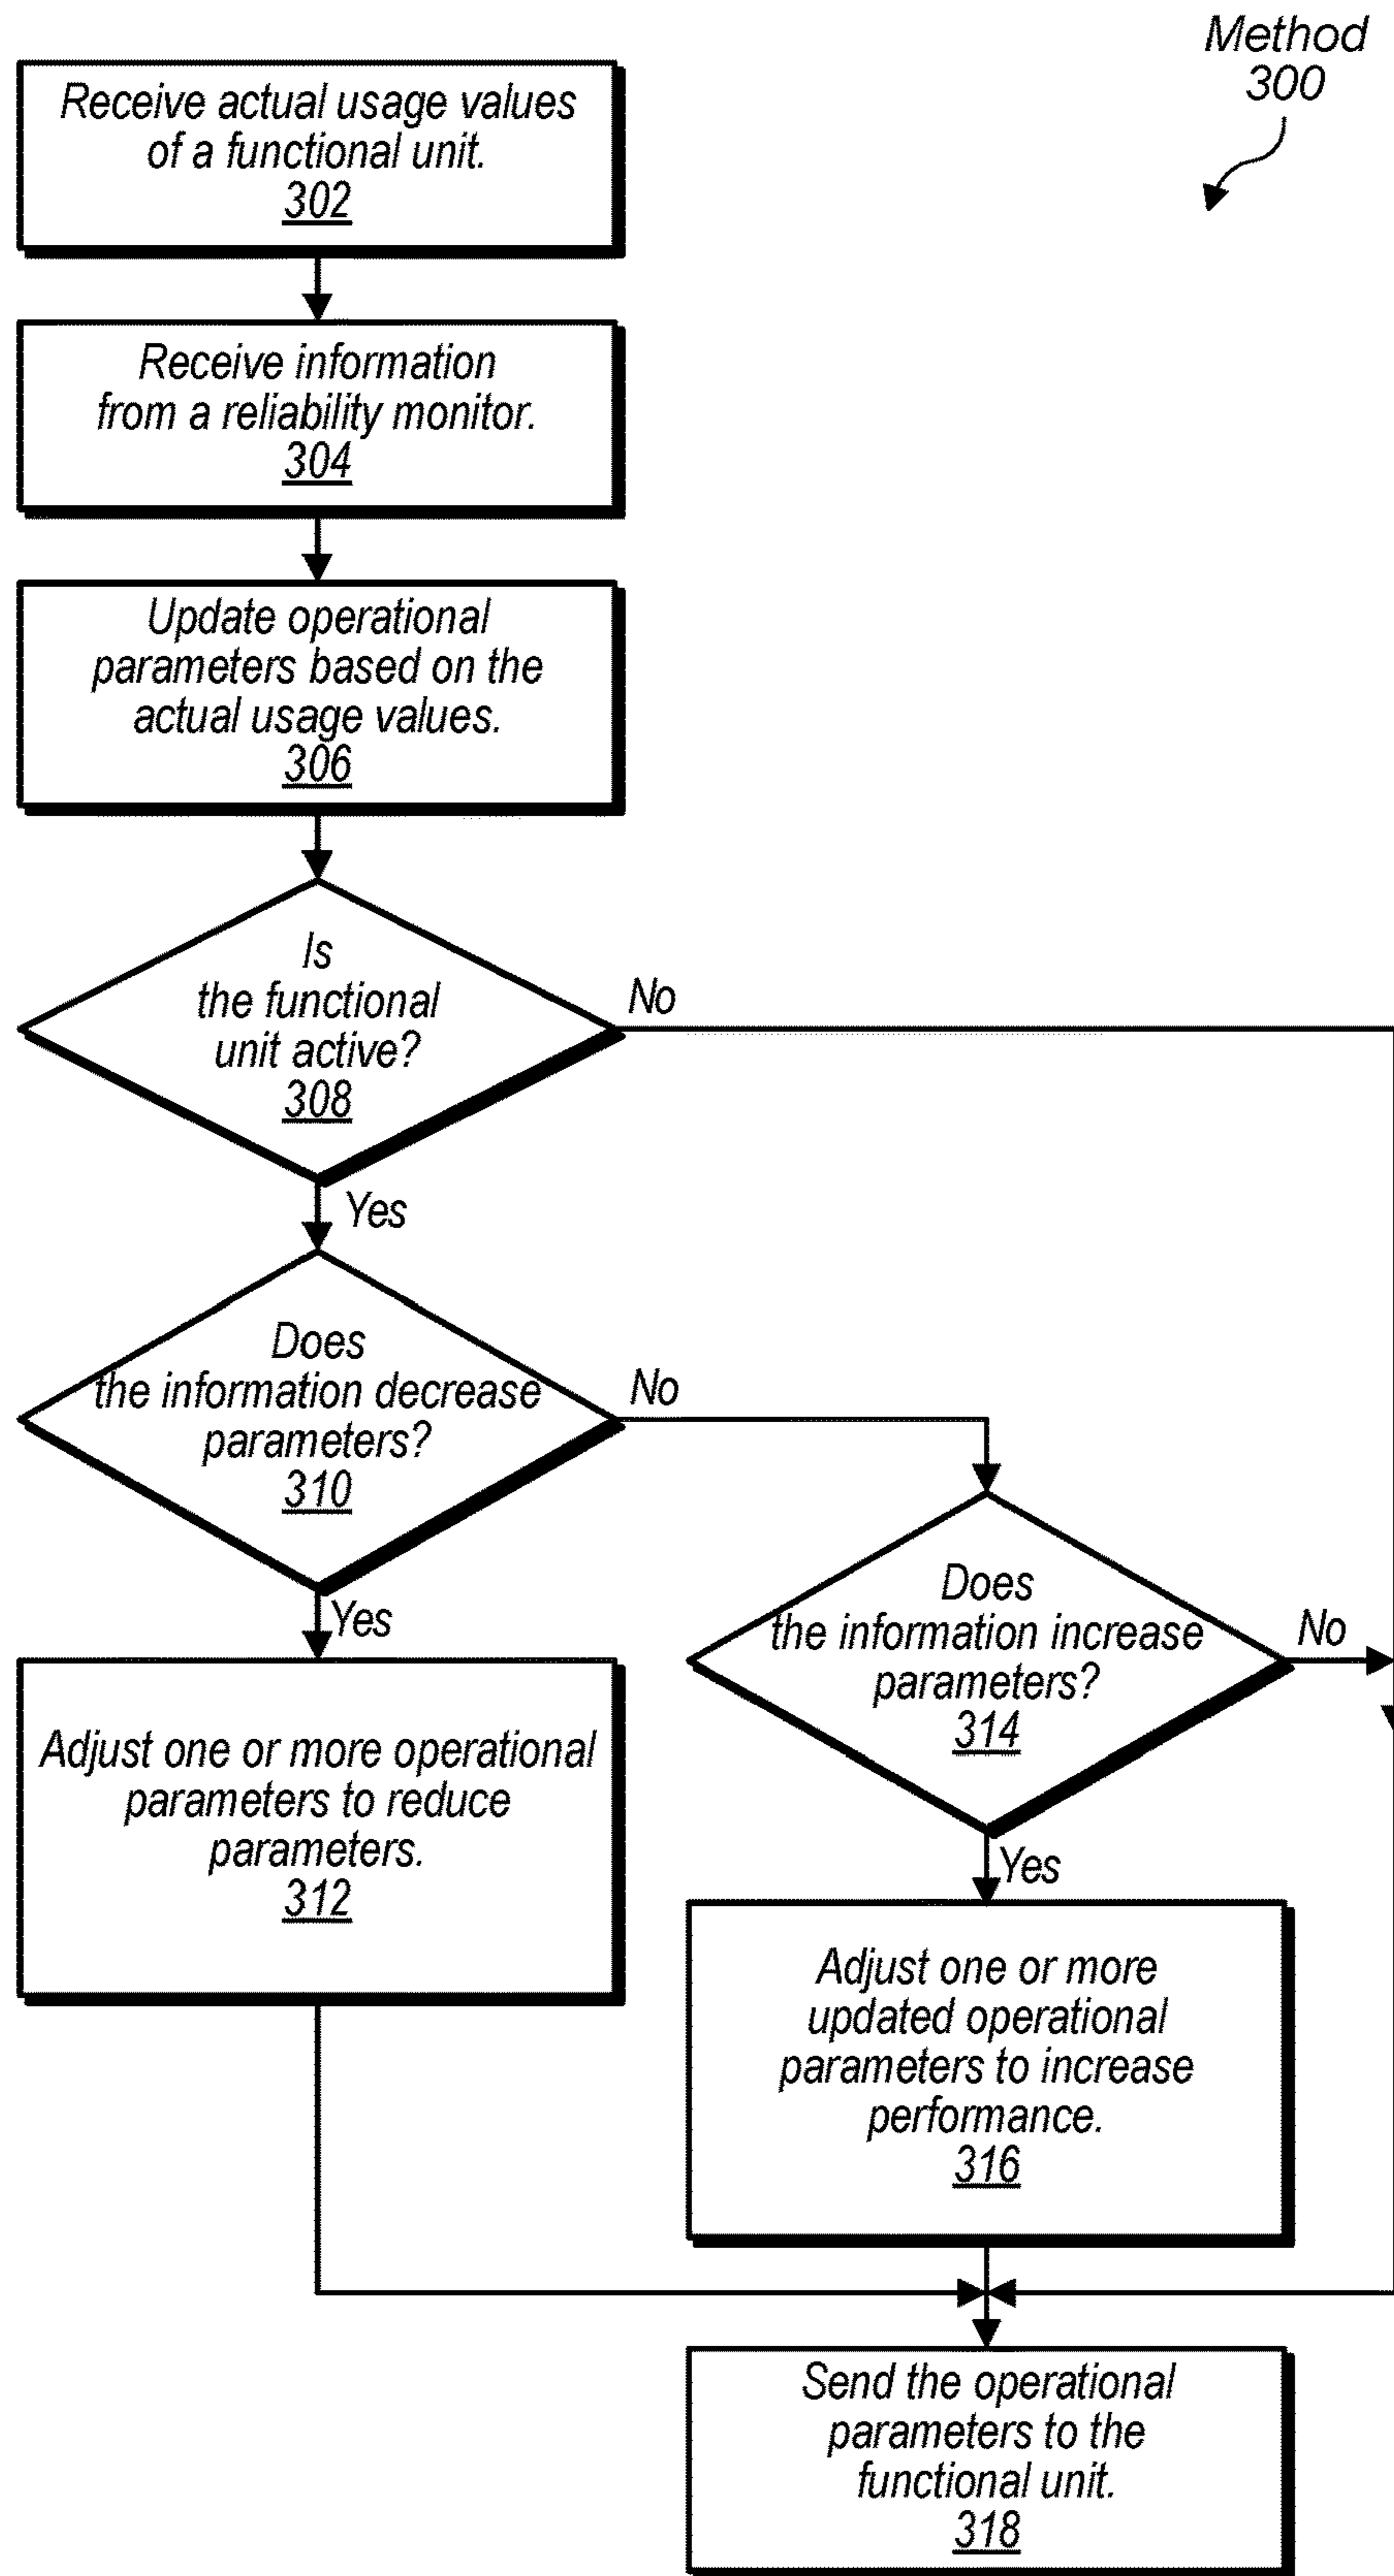 Method
300
Receive actual usage values
of a functional unit.
302
Receive information
from a reliability monitor.
304
Update operational
parameters based on the
actual usage values.
306
Is
the functional
unit active?
308
No
Yes
Does
the information decrease
parameters?
310
No
Yes
Does
the information increase
parameters?
314
No
Yes
Adjust one or more operational
parameters to reduce
parameters.
312
Adjust one or more
updated operational
parameters to increase
performance.
316
Send the operational
parameters to the
functional unit.
318